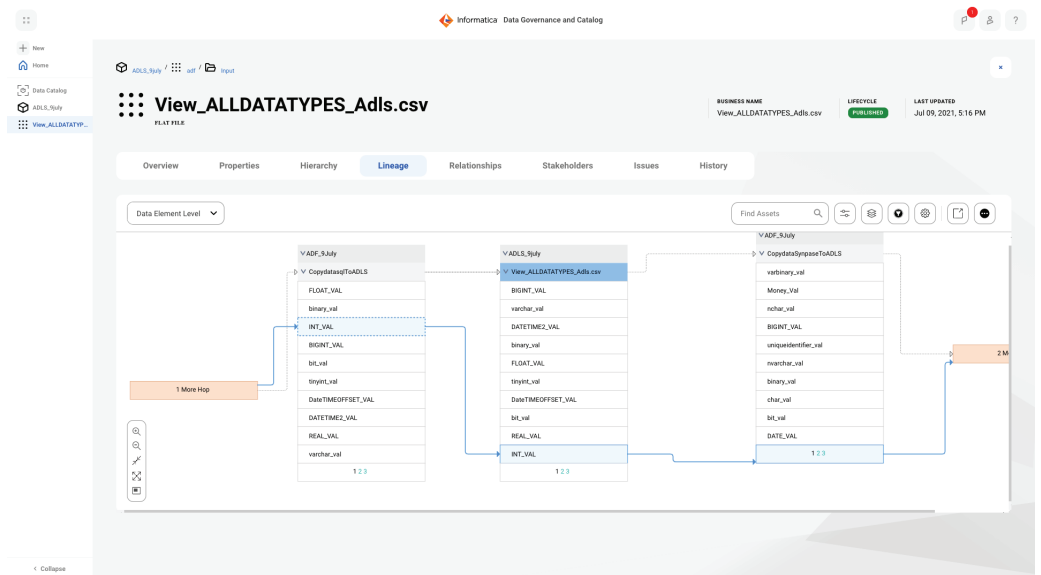 Informatica Data Governance and Catalog
1
?
New
Home
Data Catalog
ADLS_9july
View_ALLDATATYP...
ADLS_9july / adf / Input
View_ALLDATATYPES_Adls.csv
FLAT FILE
BUSINESS NAME
View_ALLDATATYPES_Adls.csv
LIFECYCLE
PUBLISHED
LAST UPDATED
Jul 09, 2021, 5:16 PM
Overview Properties Hierarchy Lineage Relationships Stakeholders Issues History
Data Element Level
Find Assets
1 More Hop
ADF_9July
CopydatasqlToADLS
FLOAT_VAL
binary_val
INT_VAL
BIGINT_VAL
bit_val
tinyint_val
DateTIMEOFFSET_VAL
DATETIME2_VAL
REAL_VAL
varchar_val
1 2 3
ADLS_9july
View_ALLDATATYPES_Adls.csv
BIGINT_VAL
varchar_val
DATETIME2_VAL
binary_val
FLOAT_VAL
tinyint_val
DateTIMEOFFSET_VAL
bit_val
REAL_VAL
INT_VAL
1 2 3
ADF_9July
CopydataSynpaseToADLS
varbinary_val
Money_Val
nchar_val
BIGINT_VAL
uniqueidentifier_val
nvarchar_val
binary_val
char_val
bit_val
DATE_VAL
1 2 3
2 M
Collapse